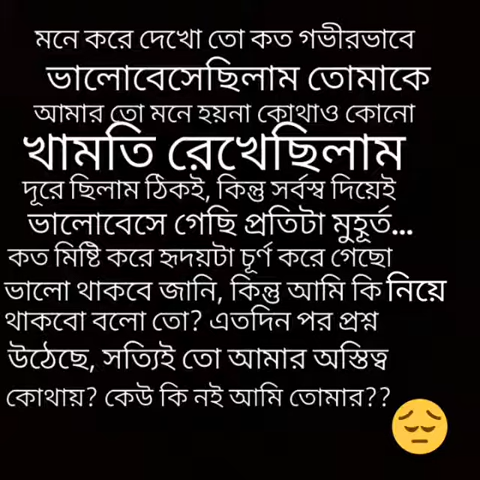 মনে করে দেখো তো কত গভীরভাবে
ভালোবেসেছিলাম তোমাকে
আমার তো মনে হয়না কোথাও কোনো
খামতি রেখেছিলাম
দূরে ছিলাম ঠিকই, কিন্তু সর্বস্ব দিয়েই
ভালোবেসে গেছি প্রতিটা মুহূর্ত...
কত মিষ্টি করে হৃদয়টা চূর্ণ করে গেছো
ভালো থাকবে জানি, কিন্তু আমি কি নিয়ে
থাকবো বলো তো? এতদিন পর প্রশ্ন
উঠেছে, সত্যিই তো আমার অস্তিত্ব
কোথায়? কেউ কি নই আমি তোমার??